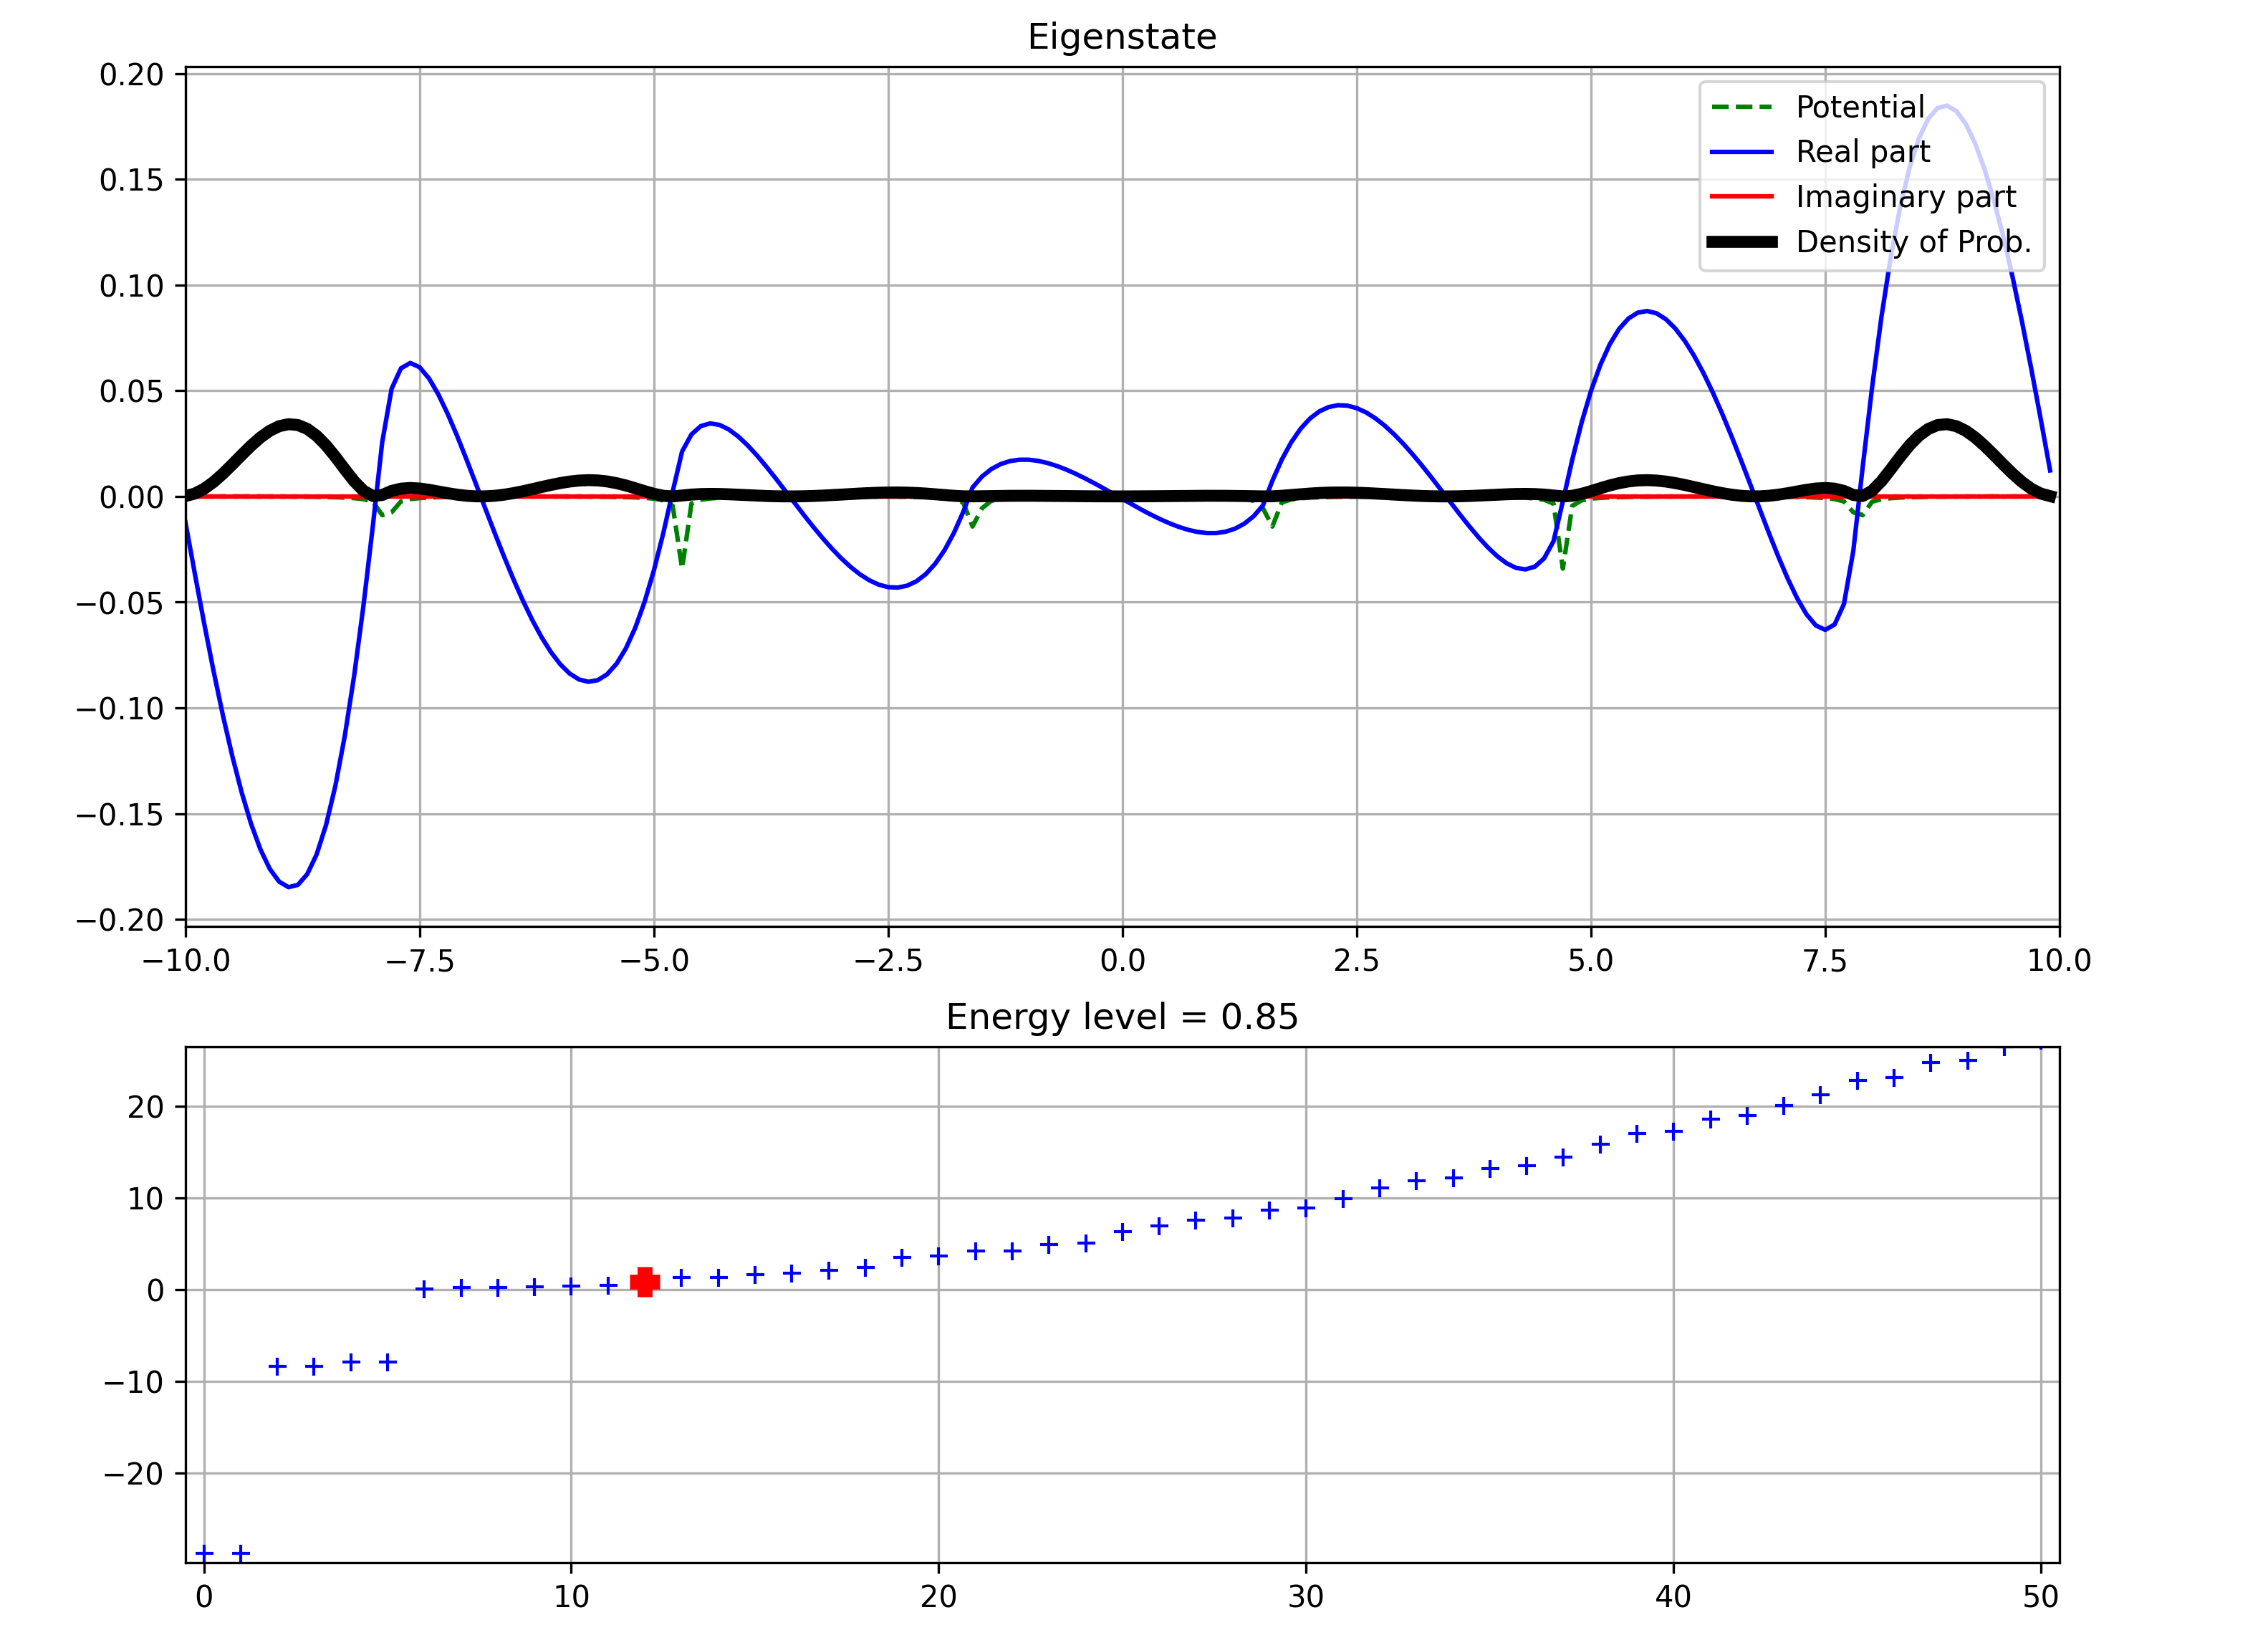 Eigenstate
0.20
0.15
0.10
0.05
0.00
−0.05
−0.10
−0.15
−0.20
Potential
Real part
Imaginary part
Density of Prob.
−10.0 −7.5 −5.0 −2.5 0.0 2.5 5.0 7.5 10.0
Energy level = 0.85
20
10
0
−10
−20
0 10 20 30 40 50